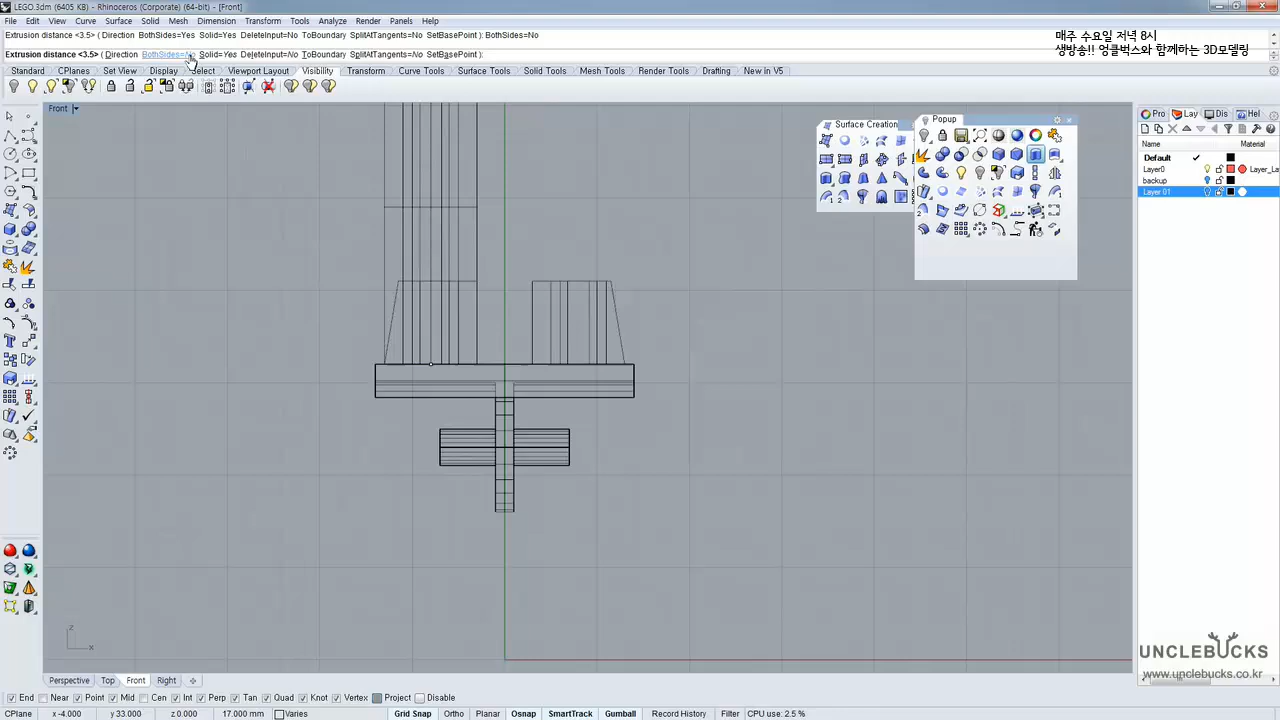 LEGO.3dm (6405 KB) - Rhinoceros (Corporate) (64-bit) - [Front]
File Edit View Curve Surface Solid Mesh Dimension Transform Tools Analyze Render Panels Help
Extrusion distance <3.5> ( Direction BothSides=Yes Solid=Yes DeleteInput=No ToBoundary SplitAtTangents=No SetBasePoint ): BothSides=No
Extrusion distance <3.5> ( Direction BothSides=No Solid=Yes DeleteInput=No ToBoundary SplitAtTangents=No SetBasePoint ):
매주 수요일 저녁 8시
생방송!! 엉클벅스와 함께하는 3D모델링
Standard CPlanes Set View Display Select Viewport Layout Visibility Transform Curve Tools Surface Tools Solid Tools Mesh Tools Render Tools Drafting New in V5
Front
Surface Creation
Popup
Pro Lay Dis Hel
Name Material
Default
Layer0 Layer_La
backup
Layer 01
z
x
UNCLEBUCKS
www.unclebucks.co.kr
Perspective Top Front Right
End Near Point Mid Cen Int Perp Tan Quad Knot Vertex Project Disable
CPlane x -4.000 y 33.000 z 0.000 17.000 mm Varies Grid Snap Ortho Planar Osnap SmartTrack Gumball Record History Filter CPU use: 2.5 %